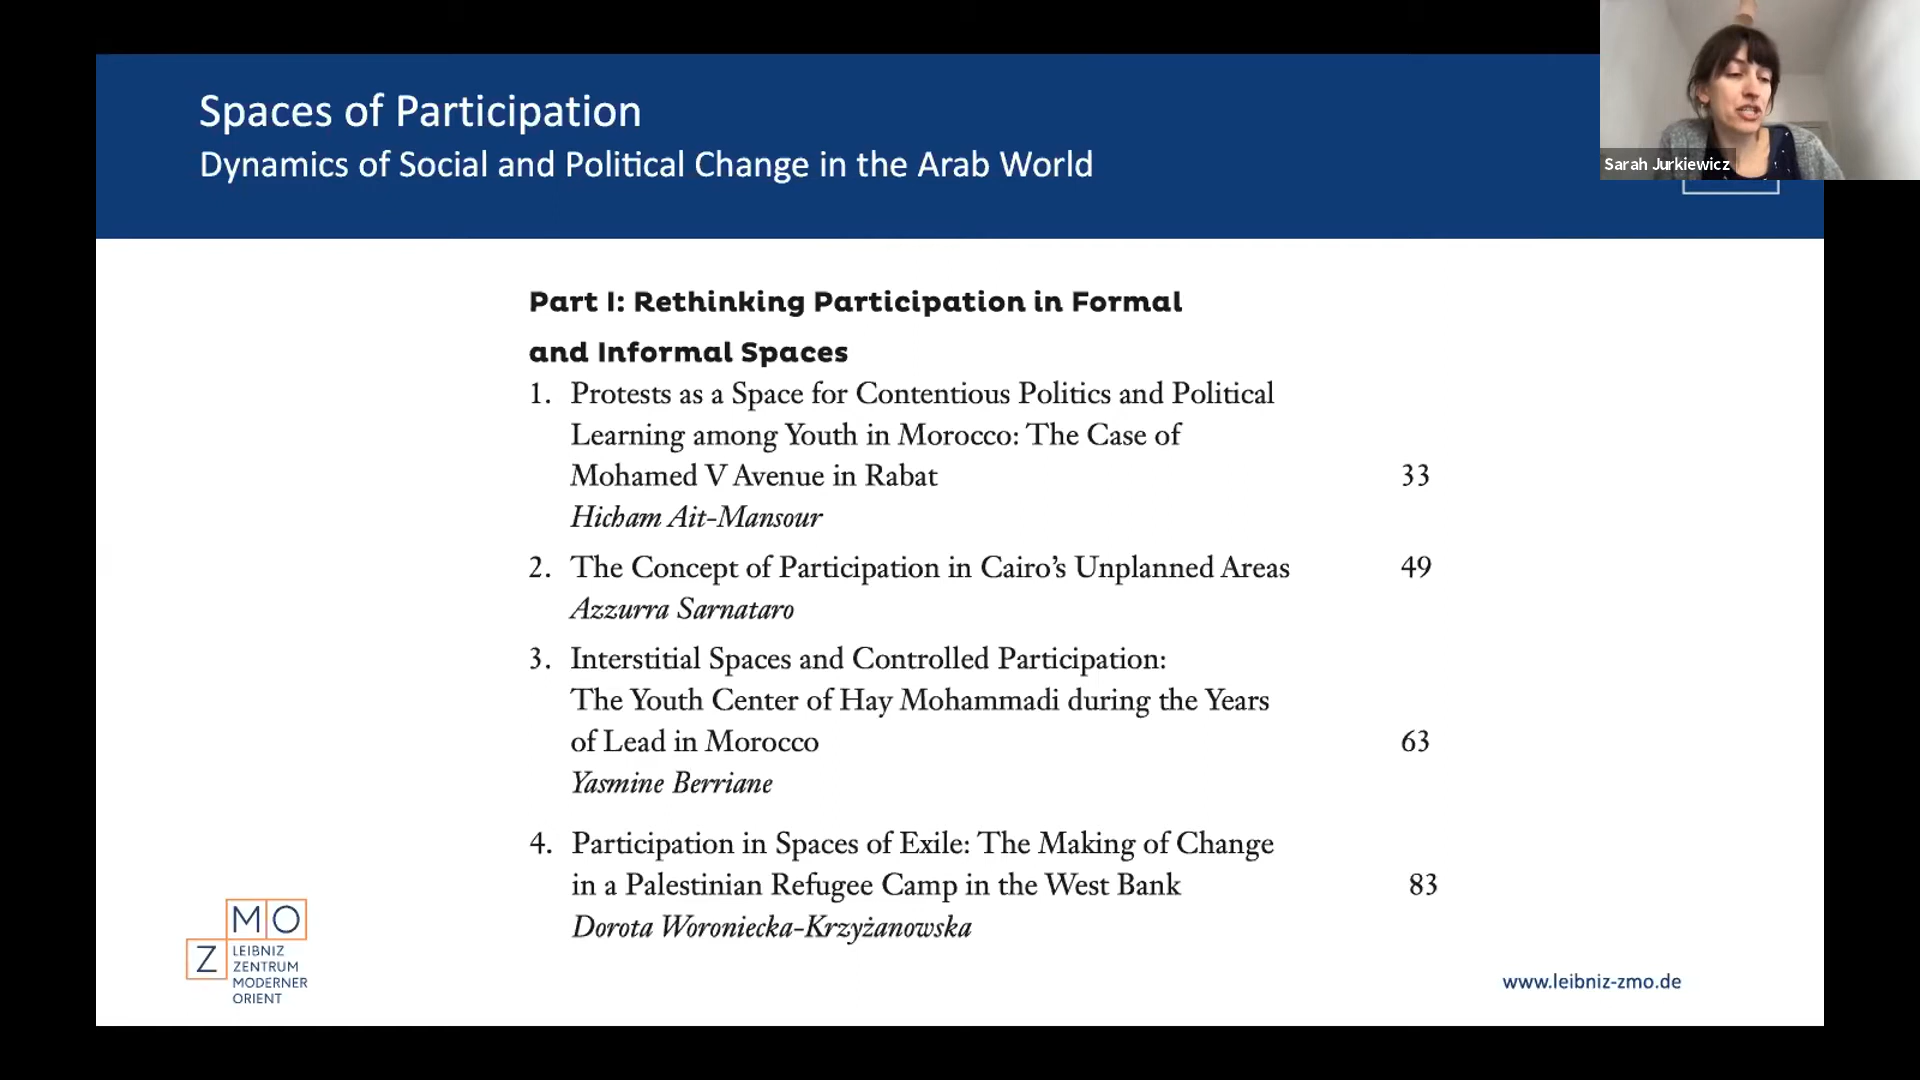 Spaces of Participation
Dynamics of Social and Political Change in the Arab World
Sarah Jurkiewicz
Part I: Rethinking Participation in Formal
and Informal Spaces
1. Protests as a Space for Contentious Politics and Political
Learning among Youth in Morocco: The Case of
Mohamed V Avenue in Rabat 33
Hicham Ait-Mansour
2. The Concept of Participation in Cairo’s Unplanned Areas 49
Azzurra Sarnataro
3. Interstitial Spaces and Controlled Participation:
The Youth Center of Hay Mohammadi during the Years
of Lead in Morocco 63
Yasmine Berriane
4. Participation in Spaces of Exile: The Making of Change
in a Palestinian Refugee Camp in the West Bank 83
Dorota Woroniecka-Krzyżanowska
MO
Z
LEIBNIZ
ZENTRUM
MODERNER
ORIENT
www.leibniz-zmo.de